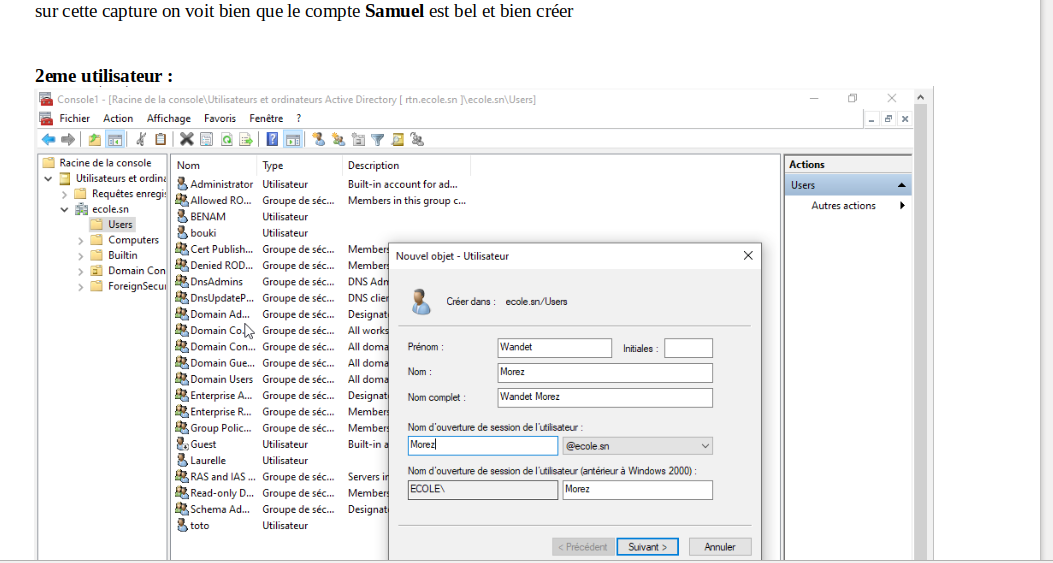 sur cette capture on voit bien que le compte Samuel est bel et bien créer
2eme utilisateur :
Console1 - [Racine de la console\Utilisateurs et ordinateurs Active Directory [ rtn.ecole.sn ]\ecole.sn\Users]
Fichier Action Affichage Favoris Fenêtre ?
Racine de la console
Utilisateurs et ordina
Requêtes enregis
ecole.sn
Users
Computers
Builtin
Domain Con
ForeignSecur
Nom Type Description
Administrator Utilisateur Built-in account for ad...
Allowed RO... Groupe de séc... Members in this group c...
BENAM Utilisateur
bouki Utilisateur
Cert Publish... Groupe de séc... Member
Denied ROD... Groupe de séc... Member
DnsAdmins Groupe de séc... DNS Adn
DnsUpdateP... Groupe de séc... DNS clier
Domain Ad... Groupe de séc... Designat
Domain Co... Groupe de séc... All works
Domain Con... Groupe de séc... All doma
Domain Gue... Groupe de séc... All doma
Domain Users Groupe de séc... All doma
Enterprise A... Groupe de séc... Designat
Enterprise R... Groupe de séc... Member
Group Polic... Groupe de séc... Member
Guest Utilisateur Built-in a
Laurelle Utilisateur
RAS and IAS ... Groupe de séc... Servers in
Read-only D... Groupe de séc... Member
Schema Ad... Groupe de séc... Designat
toto Utilisateur
Nouvel objet - Utilisateur
Créer dans : ecole.sn/Users
Prénom : Wandet Initiales :
Nom : Morez
Nom complet : Wandet Morez
Nom d'ouverture de session de l'utilisateur :
Morez @ecole.sn
Nom d'ouverture de session de l'utilisateur (antérieur à Windows 2000) :
ECOLE\ Morez
< Précédent Suivant > Annuler
Actions
Users
Autres actions